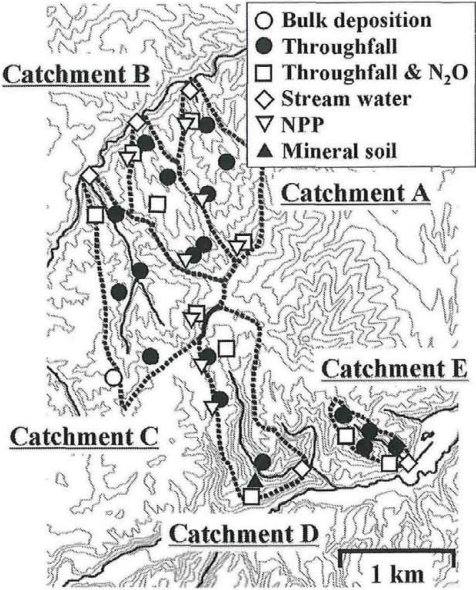 Bulk deposition
Throughfall
Throughfall & N₂O
Stream water
NPP
Mineral soil
Catchment B
Catchment A
Catchment E
Catchment C
Catchment D
1 km